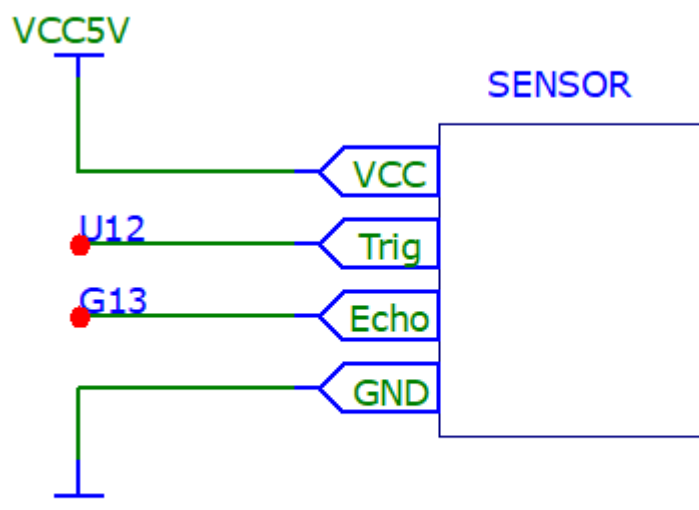 VCC5V
SENSOR
VCC
U12
Trig
G13
Echo
GND